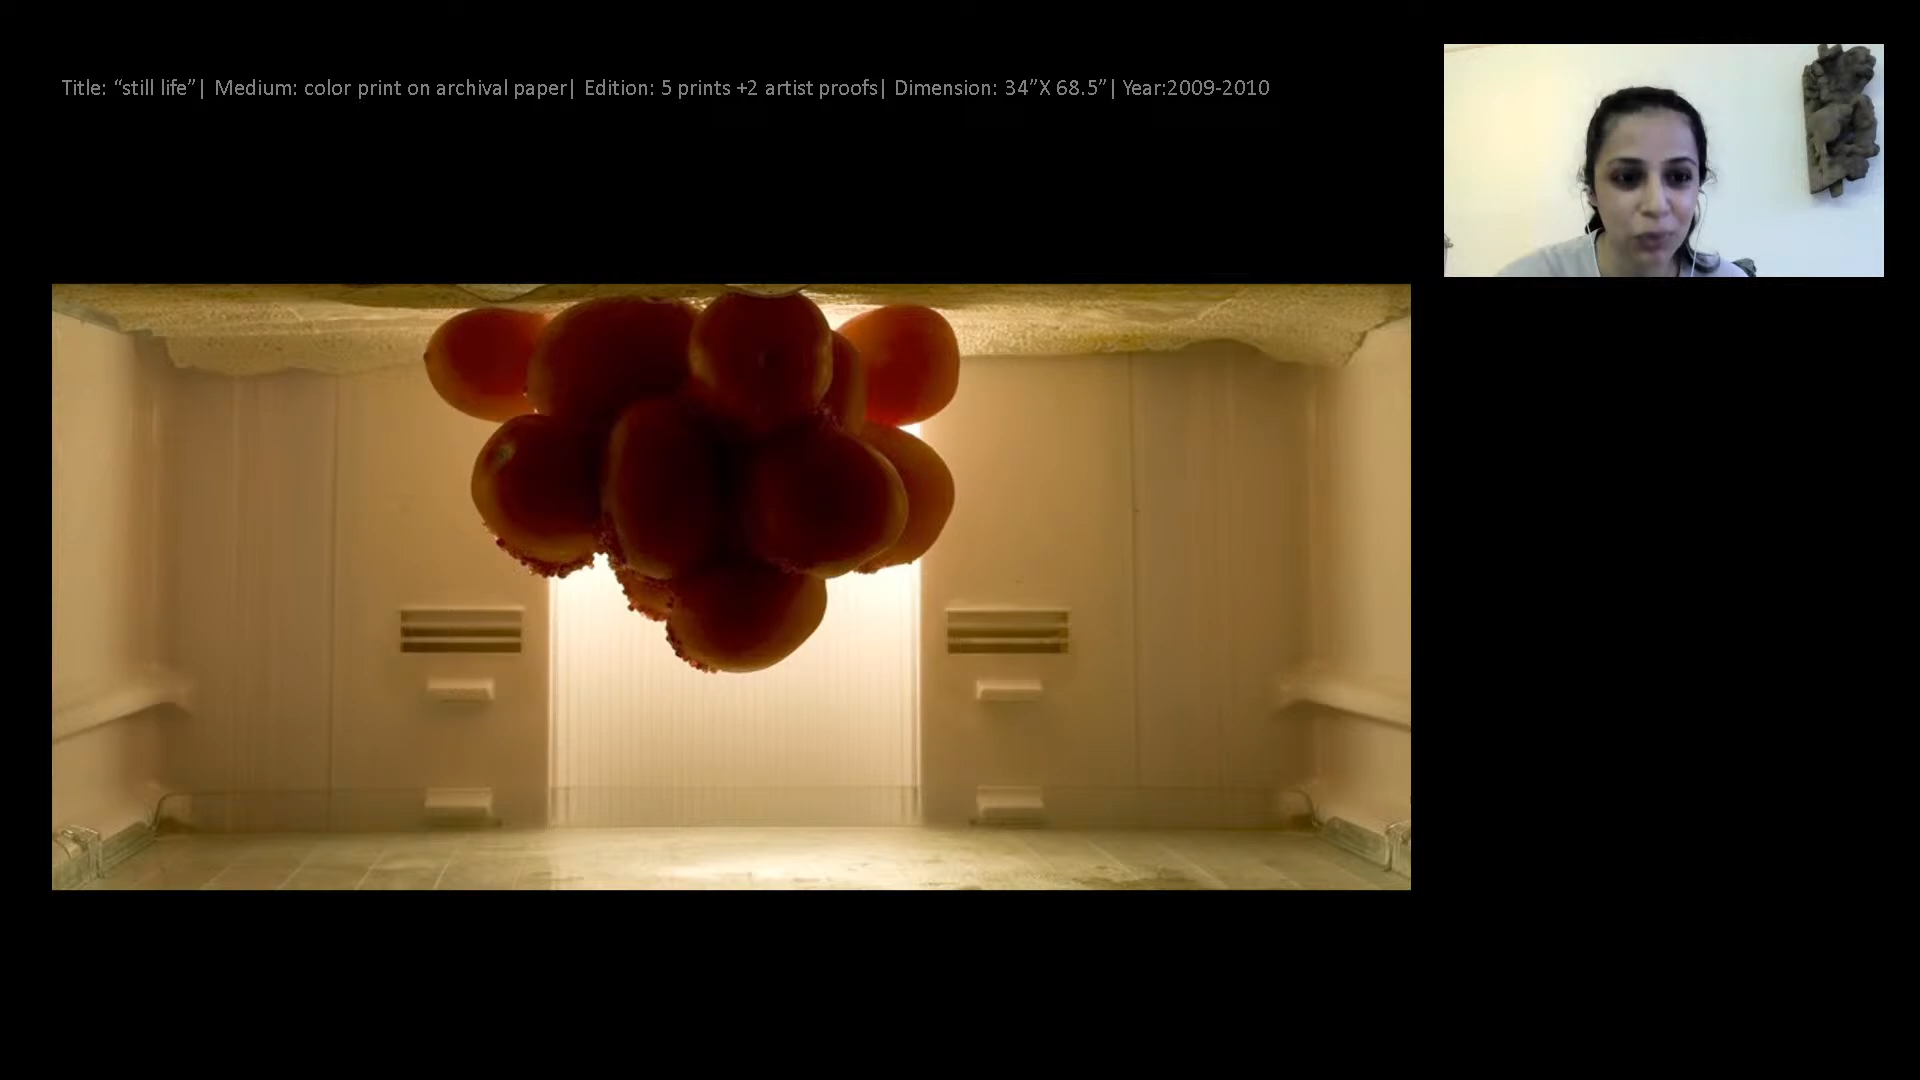 Title: “still life”| Medium: color print on archival paper| Edition: 5 prints +2 artist proofs| Dimension: 34”X 68.5”| Year:2009-2010